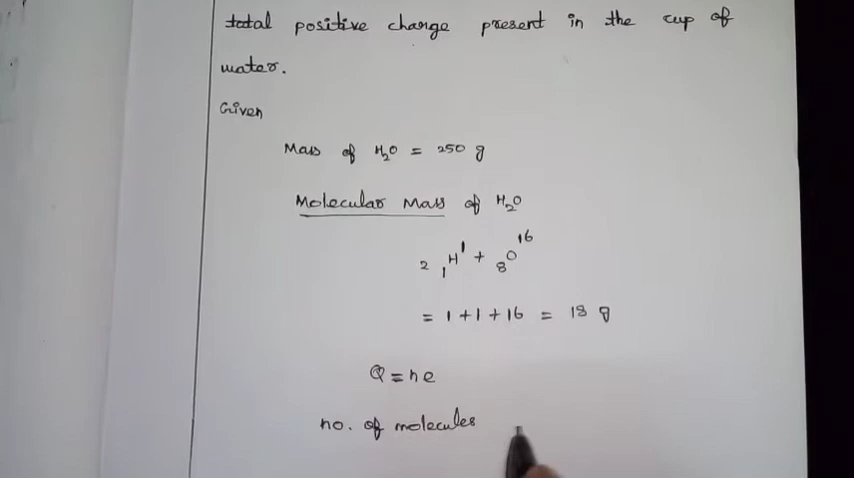 total positive change present in the cup of
water.
Given
Mass of H₂O = 250 g
Molecular Mass of H₂O
2 ₁H¹ + ₈O¹⁶
= 1 + 1 + 16 = 18 g
Q = ne
no. of molecules